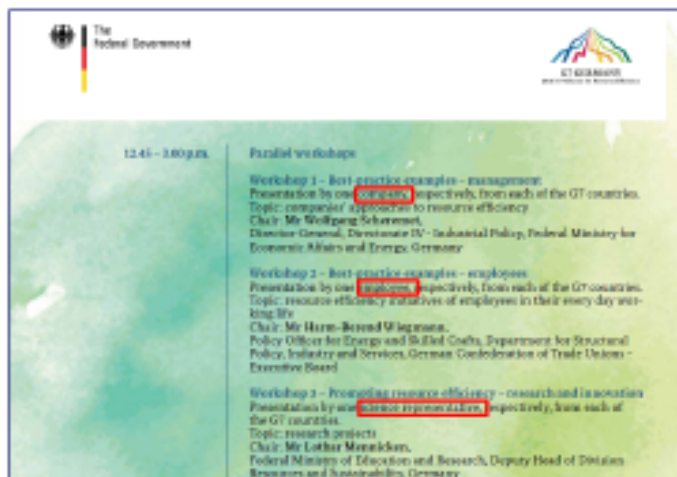 The
Federal Government
G7 GERMANY
12.45 – 3.00 p.m.
Parallel workshops
Workshop 1 – Best-practice examples – management
Presentation by one company, respectively, from each of the G7 countries.
Topic: companies' approaches to resource efficiency
Chair: Mr Wolfgang Scheremet,
Director-General, Directorate IV - Industrial Policy, Federal Ministry for
Economic Affairs and Energy, Germany
Workshop 2 – Best-practice examples – employees
Presentation by one employee, respectively, from each of the G7 countries.
Topic: resource efficiency initiatives of employees in their every day wor-
king life
Chair: Mr Harm-Berend Wiegmann,
Policy Officer for Energy and Skilled Crafts, Department for Structural
Policy, Industry and Services, German Confederation of Trade Unions –
Executive Board
Workshop 3 – Promoting resource efficiency – research and innovation
Presentation by one science representative, respectively, from each of
the G7 countries.
Topic: research projects
Chair: Mr Lothar Mennicken,
Federal Ministry of Education and Research, Deputy Head of Division
Resources and Sustainability, Germany